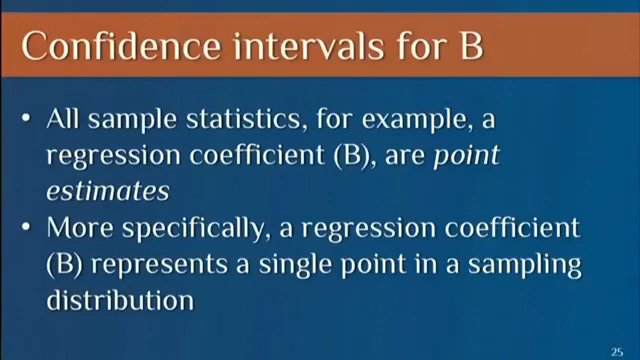 Confidence intervals for B
• All sample statistics, for example, a
regression coefficient (B), are point
estimates
• More specifically, a regression coefficient
(B) represents a single point in a sampling
distribution
25